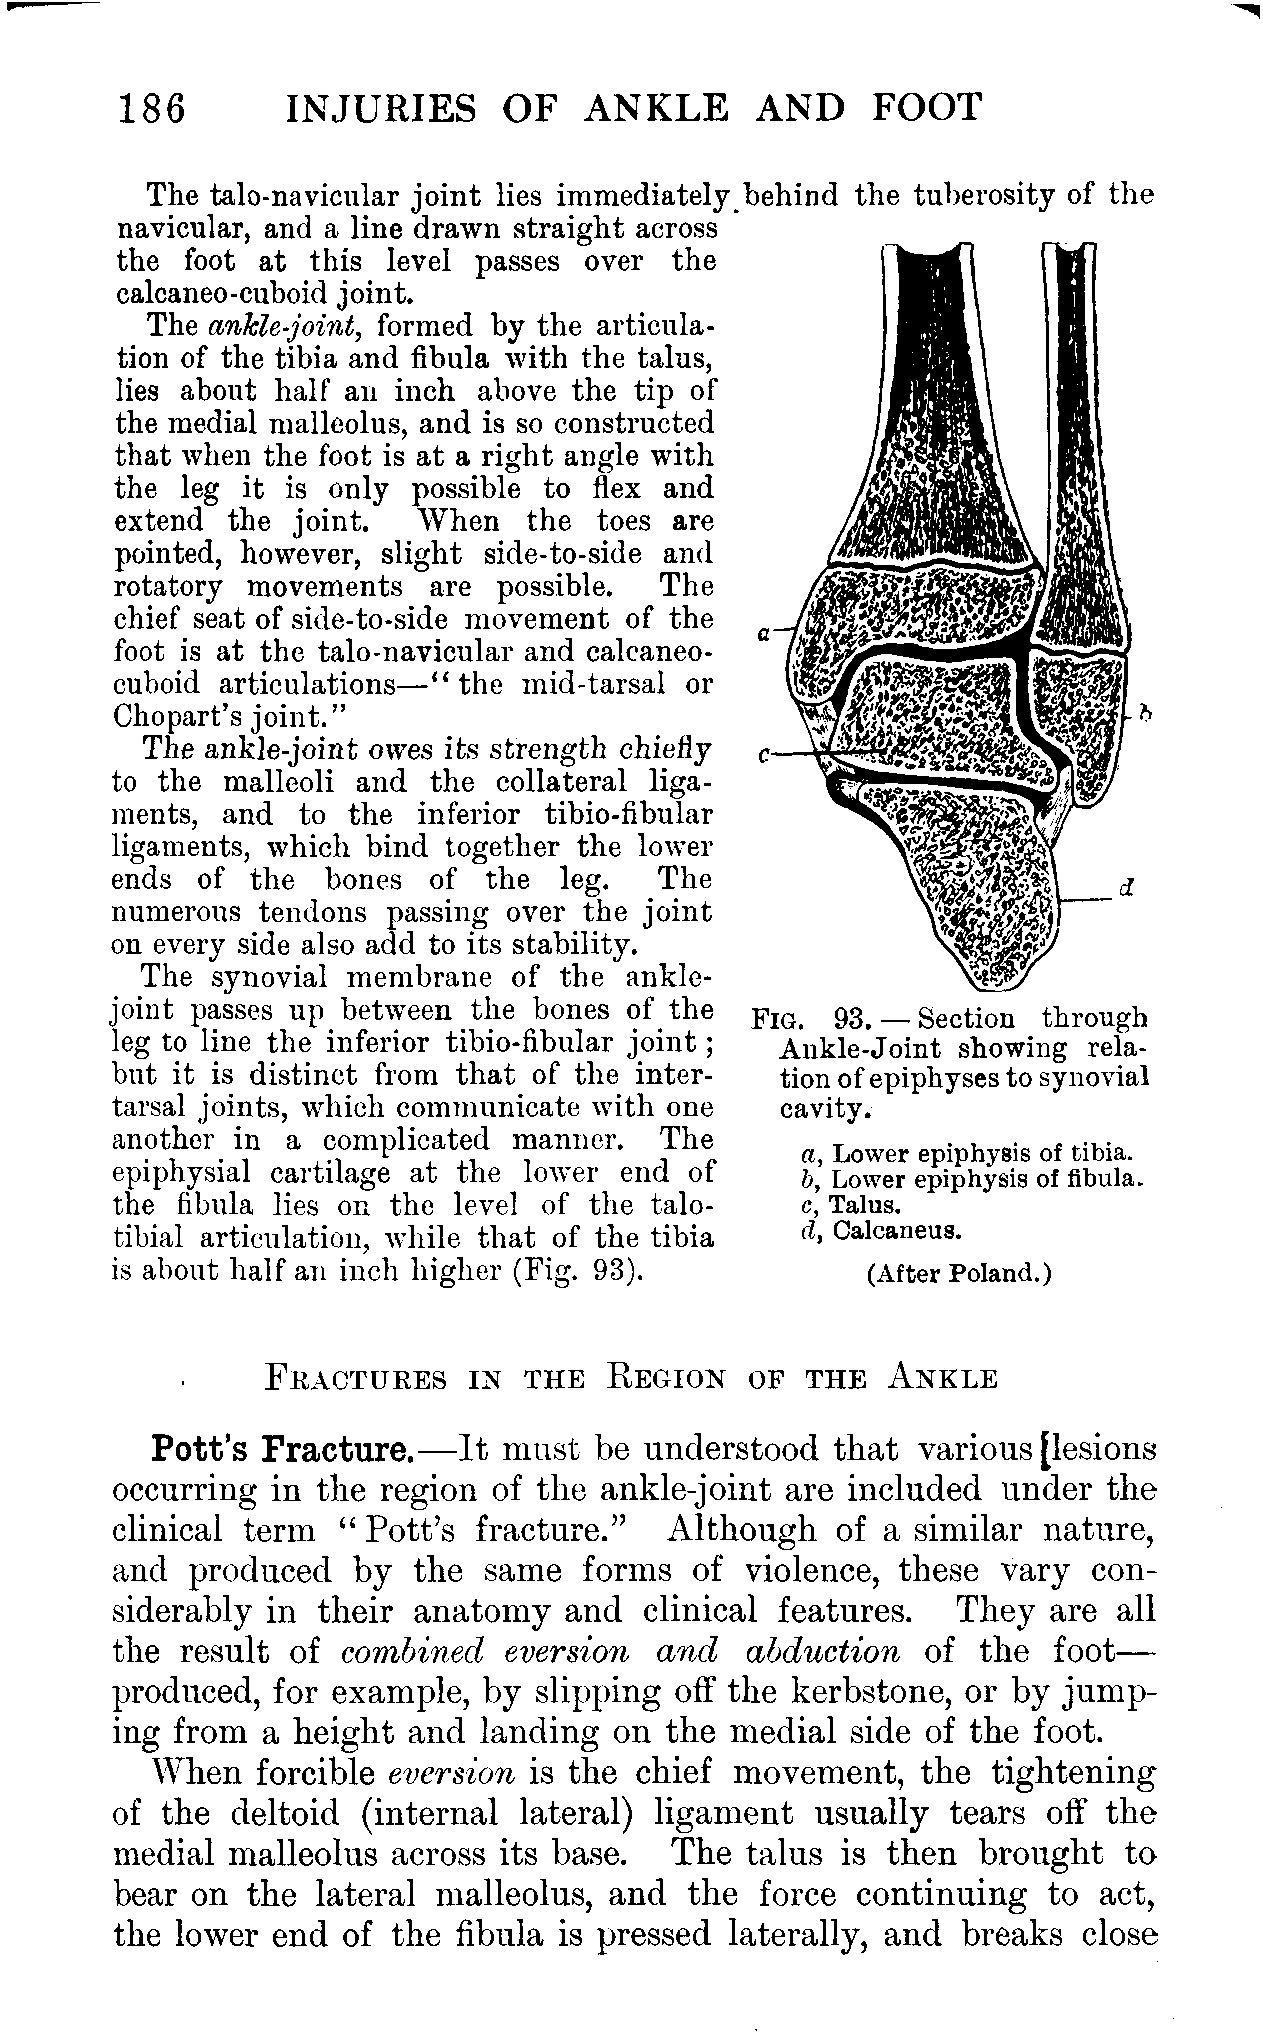 186 INJURIES OF ANKLE AND FOOT
The talo-navicular joint lies immediately behind the tuberosity of the
navicular, and a line drawn straight across
the foot at this level passes over the
calcaneo-cuboid joint.
The ankle-joint, formed by the articula-
tion of the tibia and fibula with the talus,
lies about half an inch above the tip of
the medial malleolus, and is so constructed
that when the foot is at a right angle with
the leg it is only possible to flex and
extend the joint. When the toes are
pointed, however, slight side-to-side and
rotatory movements are possible. The
chief seat of side-to-side movement of the
foot is at the talo-navicular and calcaneo-
cuboid articulations—“the mid-tarsal or
Chopart's joint.”
The ankle-joint owes its strength chiefly
to the malleoli and the collateral liga-
ments, and to the inferior tibio-fibular
ligaments, which bind together the lower
ends of the bones of the leg. The
numerous tendons passing over the joint
on every side also add to its stability.
The synovial membrane of the ankle-
joint passes up between the bones of the
leg to line the inferior tibio-fibular joint;
but it is distinct from that of the inter-
tarsal joints, which communicate with one
another in a complicated manner. The
epiphysial cartilage at the lower end of
the fibula lies on the level of the talo-
tibial articulation, while that of the tibia
is about half an inch higher (Fig. 93).
a
b
c
d
FIG. 93.—Section through
Ankle-Joint showing rela-
tion of epiphyses to synovial
cavity.
a, Lower epiphysis of tibia.
b, Lower epiphysis of fibula.
c, Talus.
d, Calcaneus.
(After Poland.)
FRACTURES IN THE REGION OF THE ANKLE
Pott's Fracture.—It must be understood that various [lesions
occurring in the region of the ankle-joint are included under the
clinical term “Pott's fracture.” Although of a similar nature,
and produced by the same forms of violence, these vary con-
siderably in their anatomy and clinical features. They are all
the result of combined eversion and abduction of the foot—
produced, for example, by slipping off the kerbstone, or by jump-
ing from a height and landing on the medial side of the foot.
When forcible eversion is the chief movement, the tightening
of the deltoid (internal lateral) ligament usually tears off the
medial malleolus across its base. The talus is then brought to
bear on the lateral malleolus, and the force continuing to act,
the lower end of the fibula is pressed laterally, and breaks close